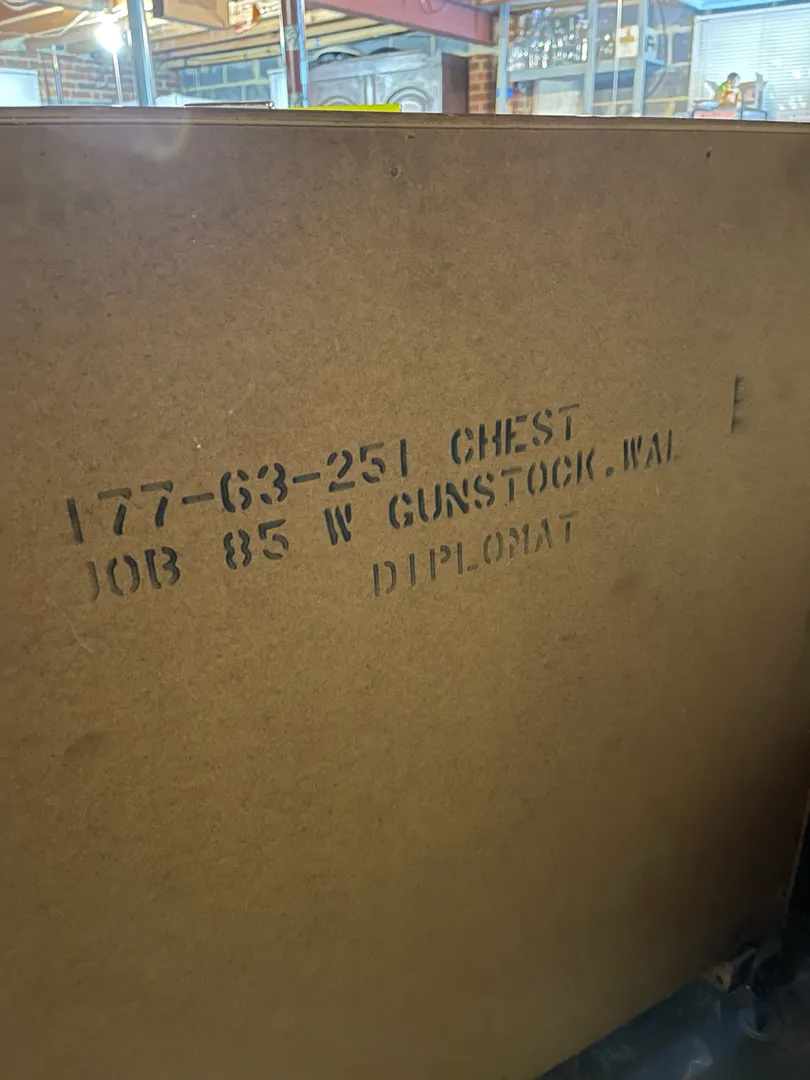 177-63-251 CHEST
JOB 85 W GUNSTOCK.WAL
DIPLOMAT